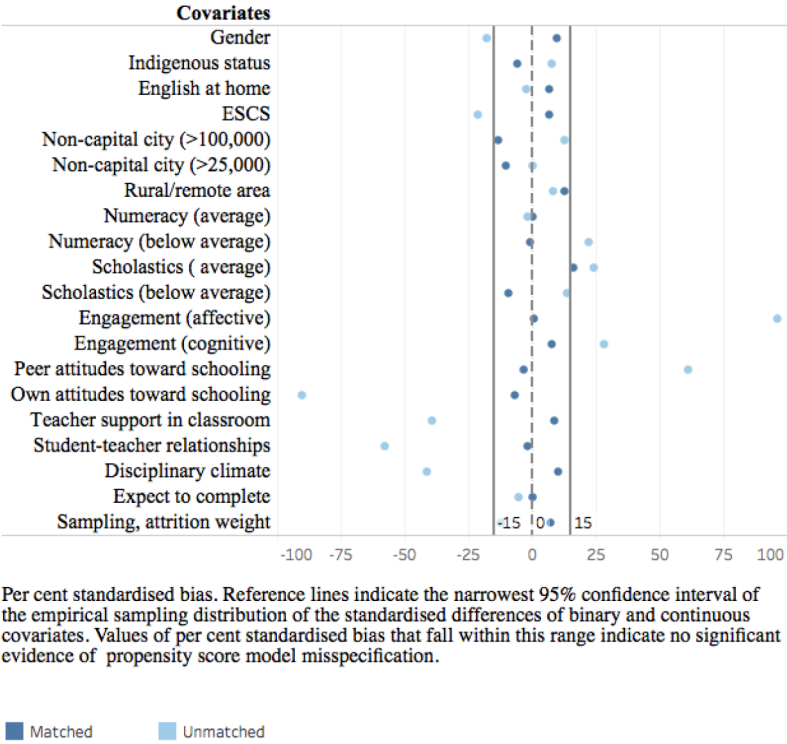 Covariates
Gender
Indigenous status
English at home
ESCS
Non-capital city (>100,000)
Non-capital city (>25,000)
Rural/remote area
Numeracy (average)
Numeracy (below average)
Scholastics ( average)
Scholastics (below average)
Engagement (affective)
Engagement (cognitive)
Peer attitudes toward schooling
Own attitudes toward schooling
Teacher support in classroom
Student-teacher relationships
Disciplinary climate
Expect to complete
Sampling, attrition weight
-15 0 15
-100 -75 -50 -25 0 25 50 75 100
Per cent standardised bias. Reference lines indicate the narrowest 95% confidence interval of
the empirical sampling distribution of the standardised differences of binary and continuous
covariates. Values of per cent standardised bias that fall within this range indicate no significant
evidence of propensity score model misspecification.
Matched Unmatched